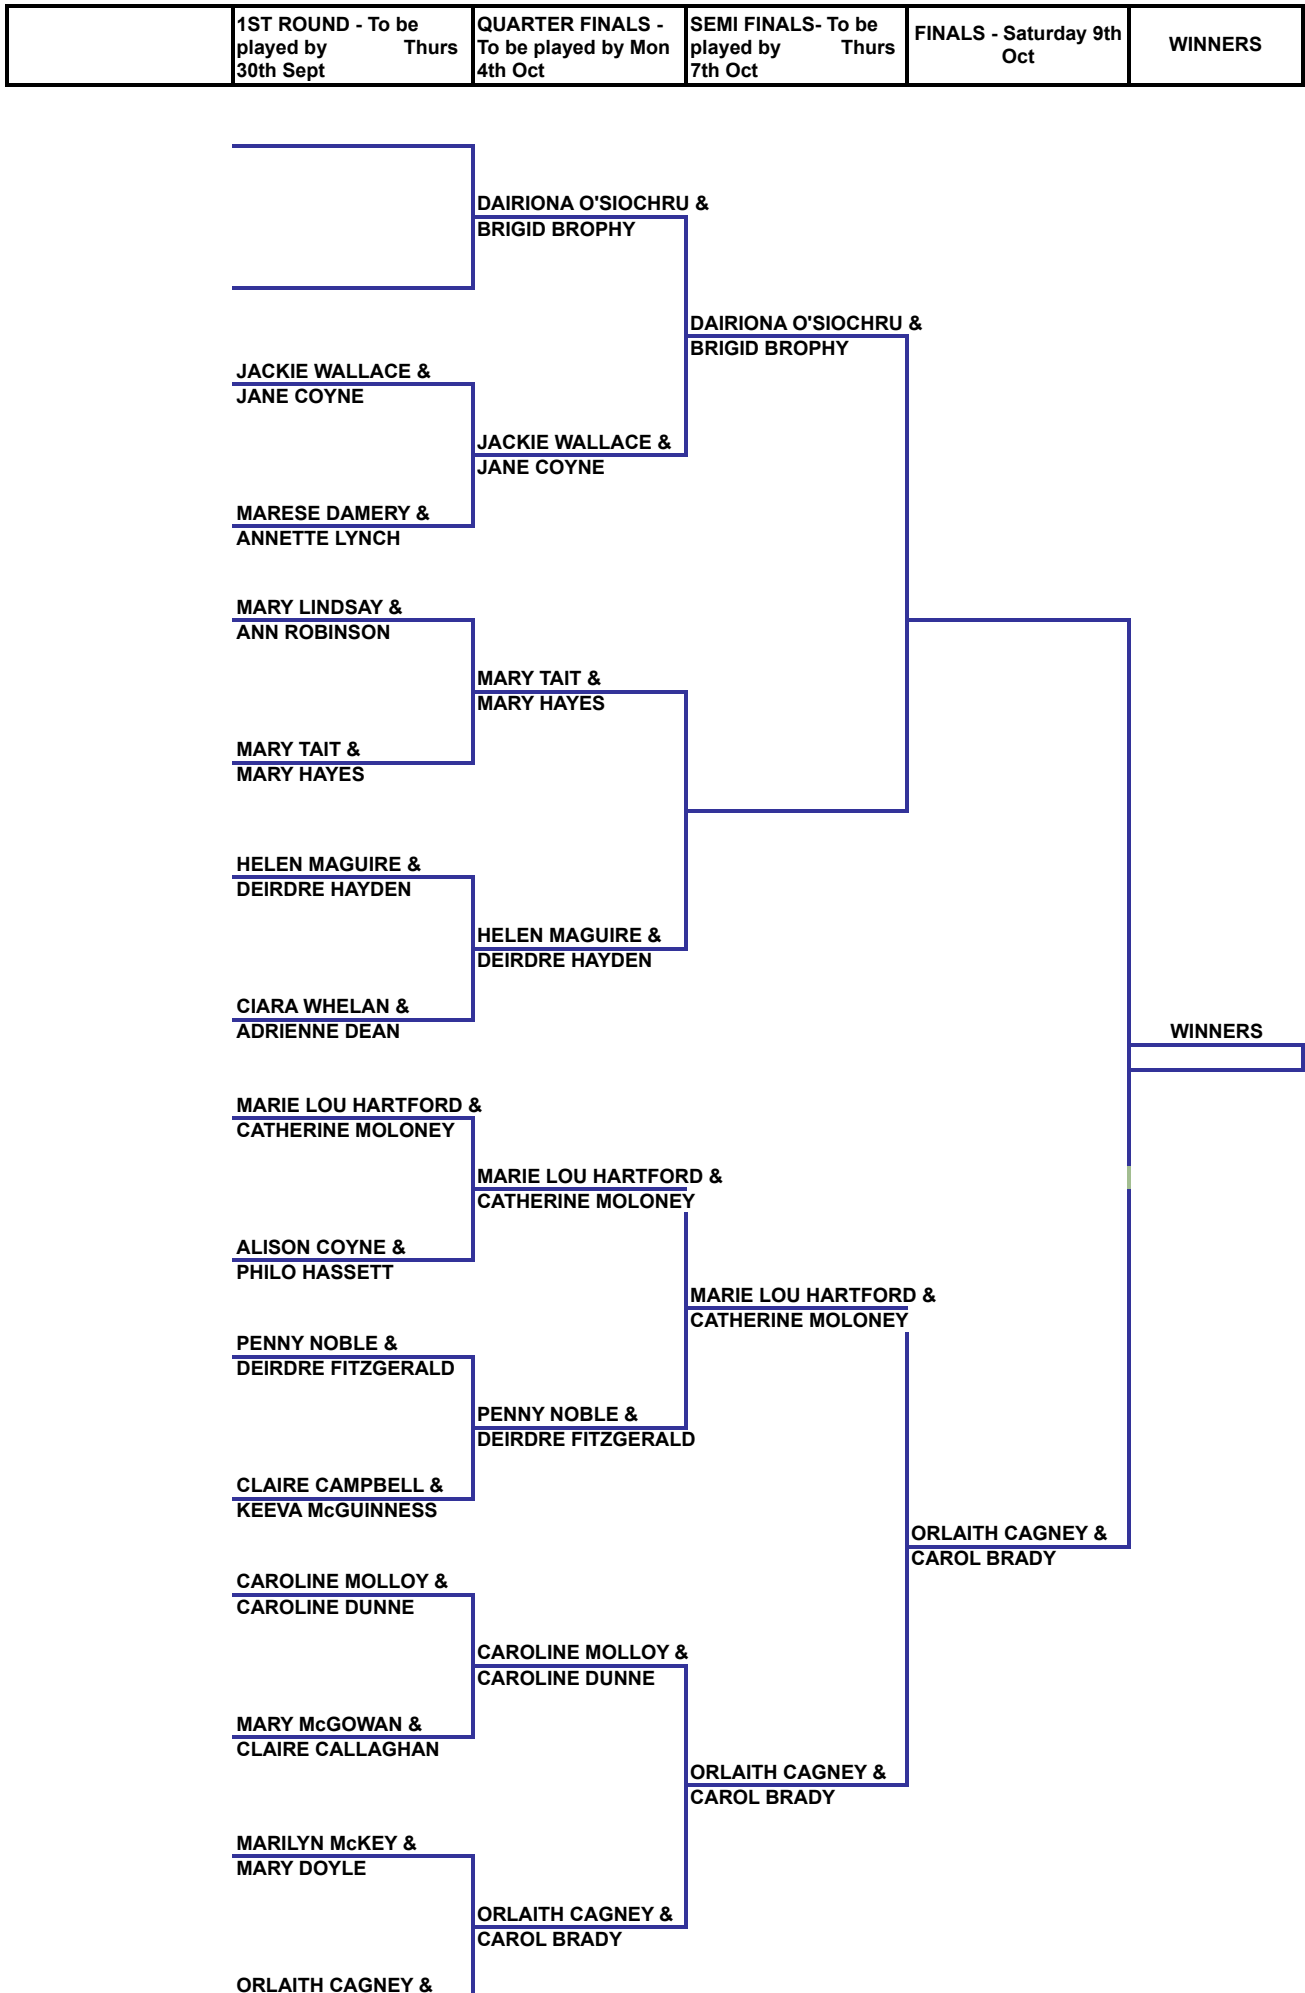 1ST ROUND - To be
played by Thurs
30th Sept
QUARTER FINALS -
To be played by Mon
4th Oct
SEMI FINALS- To be
played by Thurs
7th Oct
FINALS - Saturday 9th
Oct
WINNERS
DAIRIONA O'SIOCHRU &
BRIGID BROPHY
DAIRIONA O'SIOCHRU &
BRIGID BROPHY
JACKIE WALLACE &
JANE COYNE
JACKIE WALLACE &
JANE COYNE
MARESE DAMERY &
ANNETTE LYNCH
MARY LINDSAY &
ANN ROBINSON
MARY TAIT &
MARY HAYES
MARY TAIT &
MARY HAYES
HELEN MAGUIRE &
DEIRDRE HAYDEN
HELEN MAGUIRE &
DEIRDRE HAYDEN
CIARA WHELAN &
ADRIENNE DEAN
WINNERS
MARIE LOU HARTFORD &
CATHERINE MOLONEY
MARIE LOU HARTFORD &
CATHERINE MOLONEY
ALISON COYNE &
PHILO HASSETT
MARIE LOU HARTFORD &
CATHERINE MOLONEY
PENNY NOBLE &
DEIRDRE FITZGERALD
PENNY NOBLE &
DEIRDRE FITZGERALD
CLAIRE CAMPBELL &
KEEVA McGUINNESS
ORLAITH CAGNEY &
CAROL BRADY
CAROLINE MOLLOY &
CAROLINE DUNNE
CAROLINE MOLLOY &
CAROLINE DUNNE
MARY McGOWAN &
CLAIRE CALLAGHAN
ORLAITH CAGNEY &
CAROL BRADY
MARILYN McKEY &
MARY DOYLE
ORLAITH CAGNEY &
CAROL BRADY
ORLAITH CAGNEY &